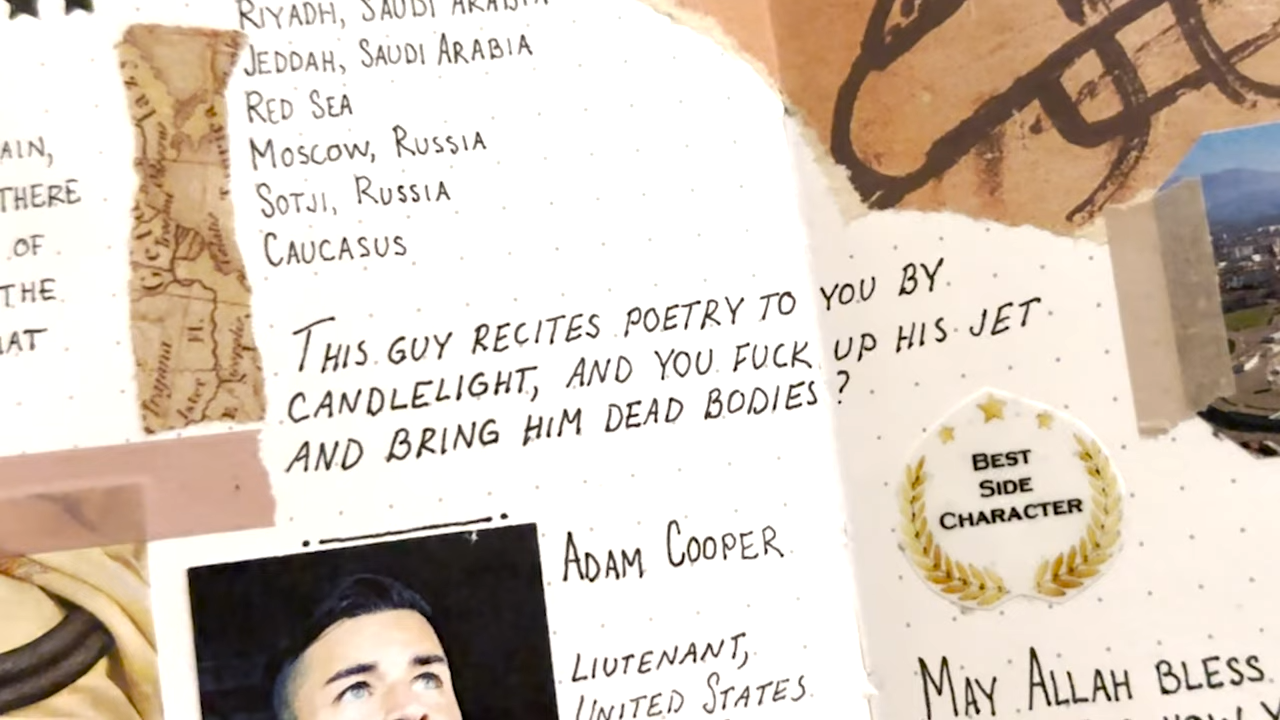 RIYADH, SAUDI ARABIA
JEDDAH, SAUDI ARABIA
RED SEA
MOSCOW, RUSSIA
SOTJI, RUSSIA
CAUCASUS
AIN,
THERE
OF
THE
AT
THIS GUY RECITES POETRY TO YOU BY
CANDLELIGHT, AND YOU FUCK UP HIS JET
AND BRING HIM DEAD BODIES?
BEST
SIDE
CHARACTER
ADAM COOPER
LIUTENANT,
UNITED STATES
MAY ALLAH BLESS